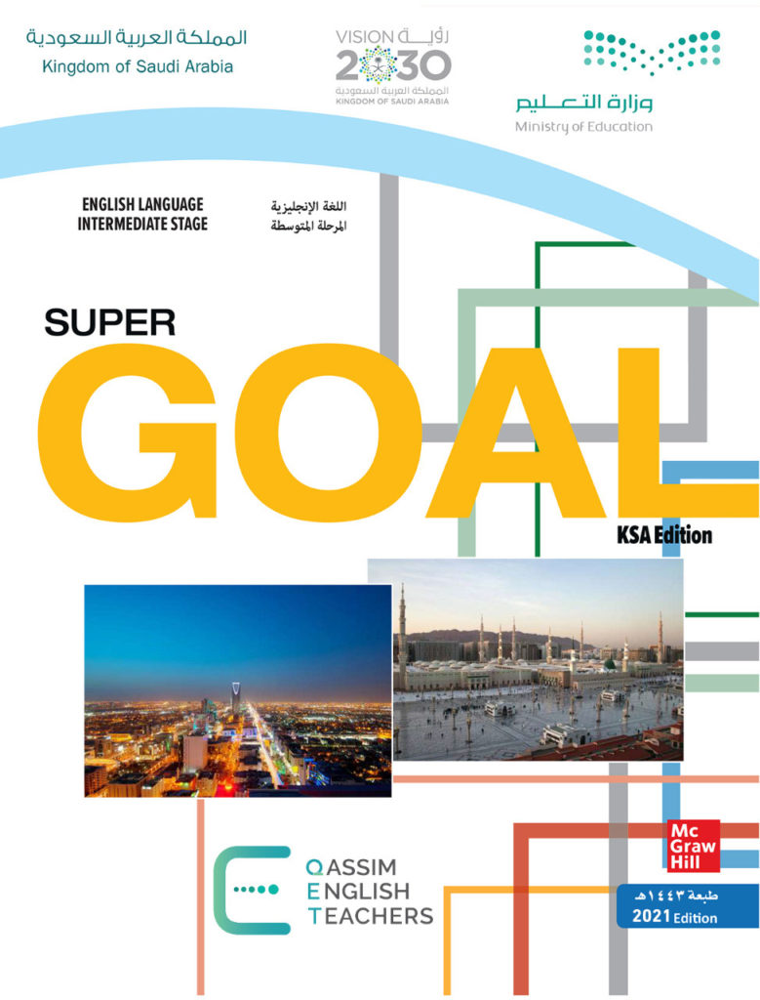 المملكة العربية السعودية
Kingdom of Saudi Arabia
VISION رؤيـــة
2030
المملكة العربية السعودية
KINGDOM OF SAUDI ARABIA
وزارة التعـــليم
Ministry of Education
ENGLISH LANGUAGE
INTERMEDIATE STAGE
اللغة الإنجليزية
المرحلة المتوسطة
SUPER
GOAL
KSA Edition
QASSIM
ENGLISH
TEACHERS
Mc
Graw
Hill
طبعة ١٤٤٣هـ
2021 Edition